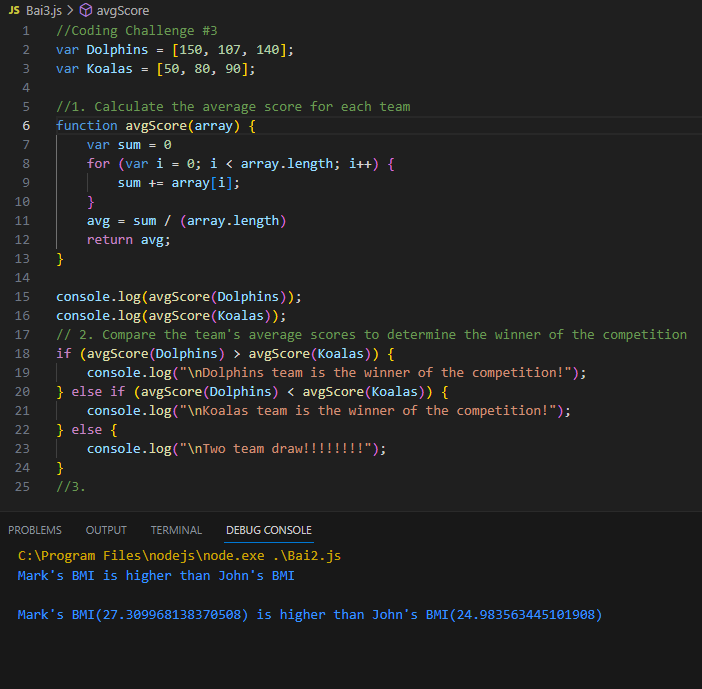 JS Bai3.js > avgScore
1 //Coding Challenge #3
2 var Dolphins = [150, 107, 140];
3 var Koalas = [50, 80, 90];
4
5 //1. Calculate the average score for each team
6 function avgScore(array) {
7     var sum = 0
8     for (var i = 0; i < array.length; i++) {
9         sum += array[i];
10     }
11     avg = sum / (array.length)
12     return avg;
13 }
14
15 console.log(avgScore(Dolphins));
16 console.log(avgScore(Koalas));
17 // 2. Compare the team's average scores to determine the winner of the competition
18 if (avgScore(Dolphins) > avgScore(Koalas)) {
19     console.log("\nDolphins team is the winner of the competition!");
20 } else if (avgScore(Dolphins) < avgScore(Koalas)) {
21     console.log("\nKoalas team is the winner of the competition!");
22 } else {
23     console.log("\nTwo team draw!!!!!!!!");
24 }
25 //3.
PROBLEMS OUTPUT TERMINAL DEBUG CONSOLE
C:\Program Files\nodejs\node.exe .\Bai2.js
Mark's BMI is higher than John's BMI
Mark's BMI(27.309968138370508) is higher than John's BMI(24.983563445101908)